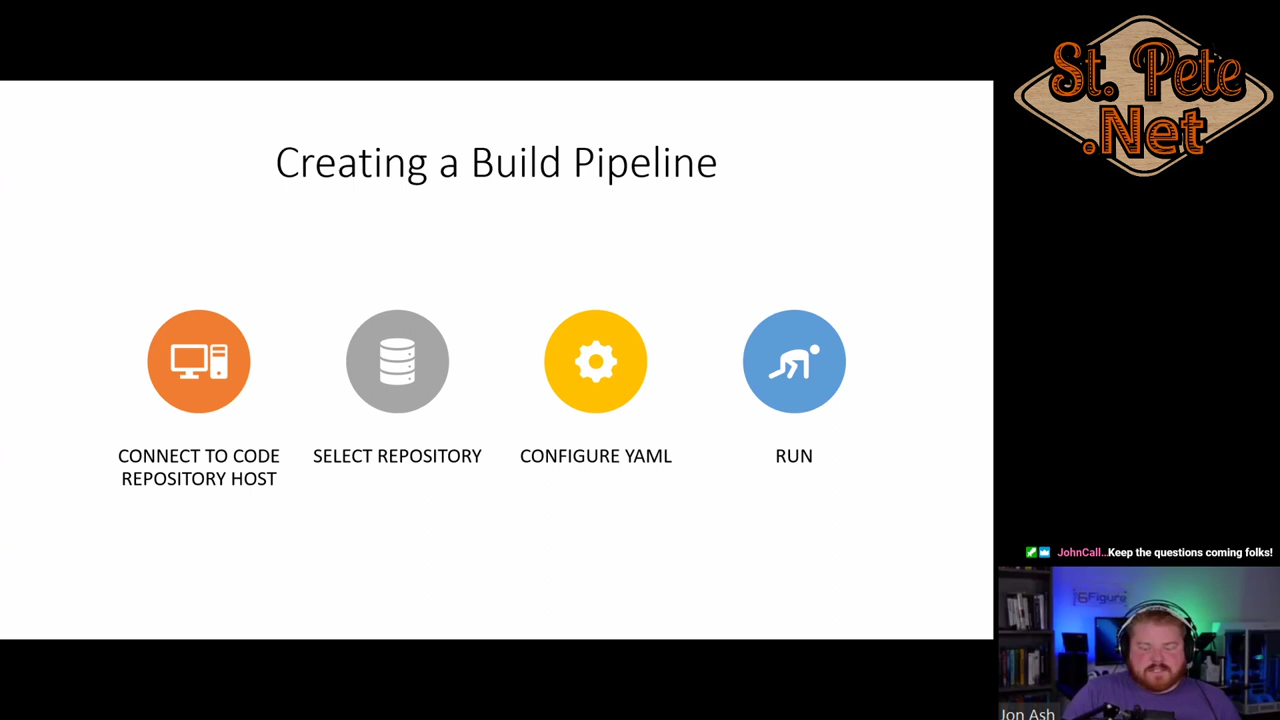 St. Pete
.Net
Creating a Build Pipeline
CONNECT TO CODE
REPOSITORY HOST
SELECT REPOSITORY
CONFIGURE YAML
RUN
JohnCall...Keep the questions coming folks!
6Figure
Jon Ash